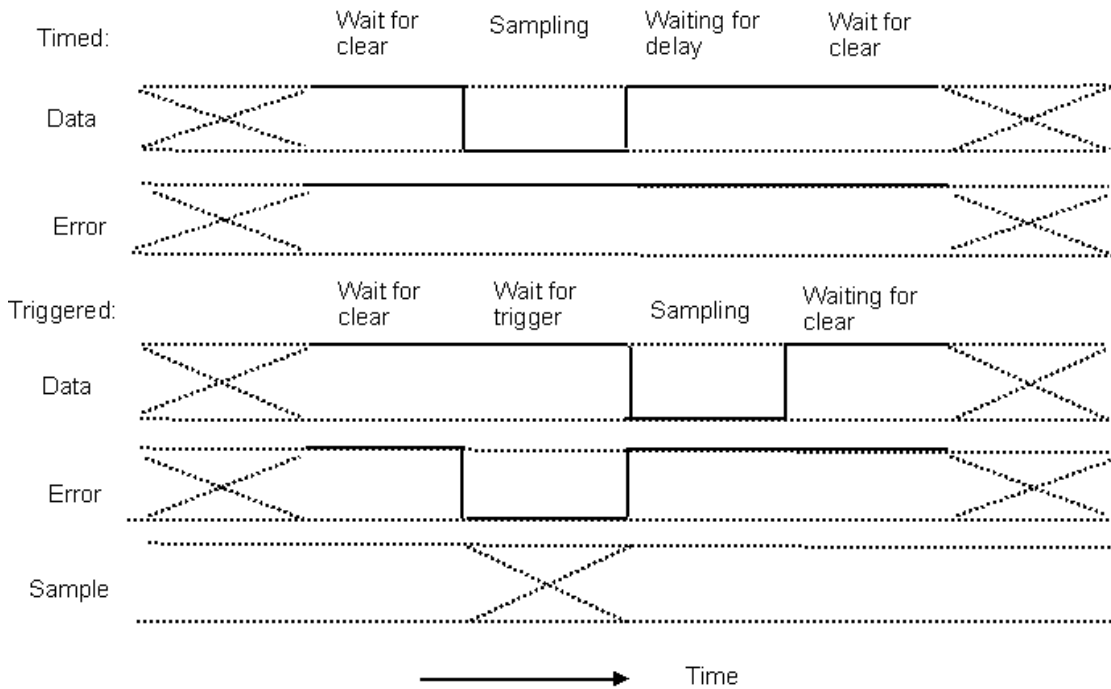 Timed:
Wait for
clear
Sampling
Waiting for
delay
Wait for
clear
Data
Error
Triggered:
Wait for
clear
Wait for
trigger
Sampling
Waiting for
clear
Data
Error
Sample
Time